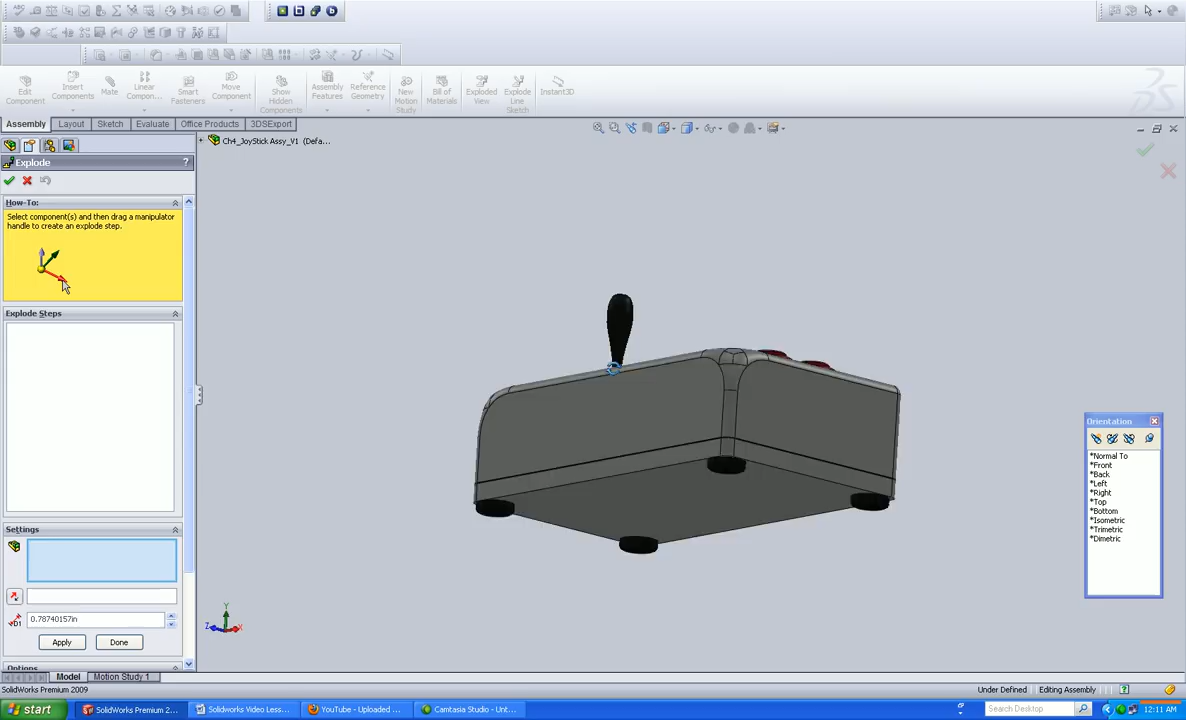 Edit
Component
Insert
Components
Mate
Linear
Compon...
Smart
Fasteners
Move
Component
Show
Hidden
Components
Assembly
Features
Reference
Geometry
New
Motion
Study
Bill of
Materials
Exploded
View
Explode
Line
Sketch
Instant3D
Assembly Layout Sketch Evaluate Office Products 3DSExport
Ch4_JoyStick Assy_V1 (Defa...
Explode ?
How-To:
Select component(s) and then drag a manipulator
handle to create an explode step.
Explode Steps
Settings
0.78740157in
Apply Done
Options
Orientation
*Normal To
*Front
*Back
*Left
*Right
*Top
*Bottom
*Isometric
*Trimetric
*Dimetric
Y
Z X
Model Motion Study 1
SolidWorks Premium 2009 Under Defined Editing Assembly
start SolidWorks Premium 2... Solidworks Video Less... YouTube - Uploaded ... Camtasia Studio - Unt... Search Desktop 12:11 AM